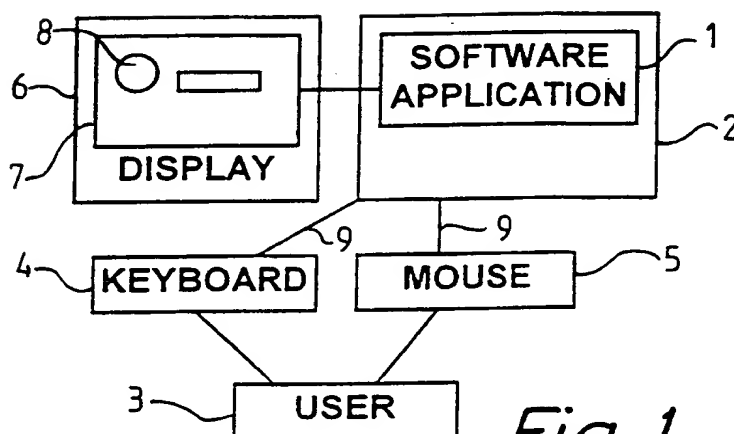 8
1
SOFTWARE
APPLICATION
6
2
7
DISPLAY
9
9
4
KEYBOARD
MOUSE
5
3
USER
Fig. 1